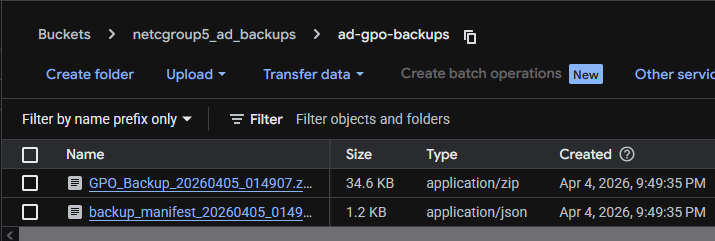 Buckets > netcgroup5_ad_backups > ad-gpo-backups
Create folder Upload Transfer data Create batch operations New Other servic
Filter by name prefix only Filter Filter objects and folders
Name Size Type Created
GPO_Backup_20260405_014907.z... 34.6 KB application/zip Apr 4, 2026, 9:49:35 PM
backup_manifest_20260405_0149... 1.2 KB application/json Apr 4, 2026, 9:49:35 PM